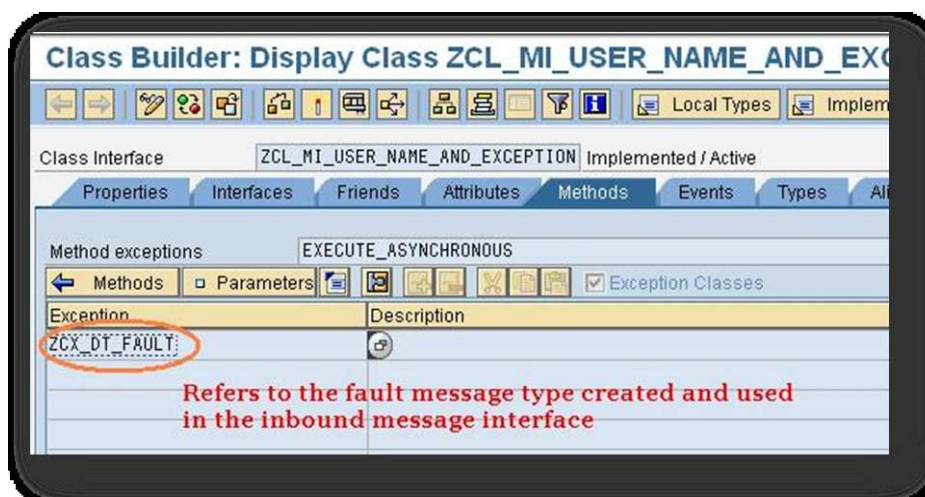 Class Builder: Display Class ZCL_MI_USER_NAME_AND_EXC
Local Types Implem
Class Interface ZCL_MI_USER_NAME_AND_EXCEPTION Implemented / Active
Properties Interfaces Friends Attributes Methods Events Types Ali
Method exceptions EXECUTE_ASYNCHRONOUS
Methods Parameters Exception Classes
Exception Description
ZCX_DT_FAULT
Refers to the fault message type created and used
in the inbound message interface